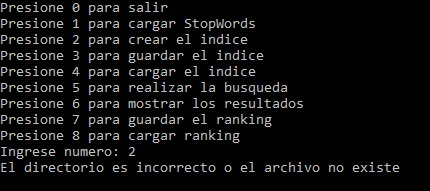 Presione 0 para salir
Presione 1 para cargar StopWords
Presione 2 para crear el indice
Presione 3 para guardar el indice
Presione 4 para cargar el indice
Presione 5 para realizar la busqueda
Presione 6 para mostrar los resultados
Presione 7 para guardar el ranking
Presione 8 para cargar ranking
Ingrese numero: 2
El directorio es incorrecto o el archivo no existe